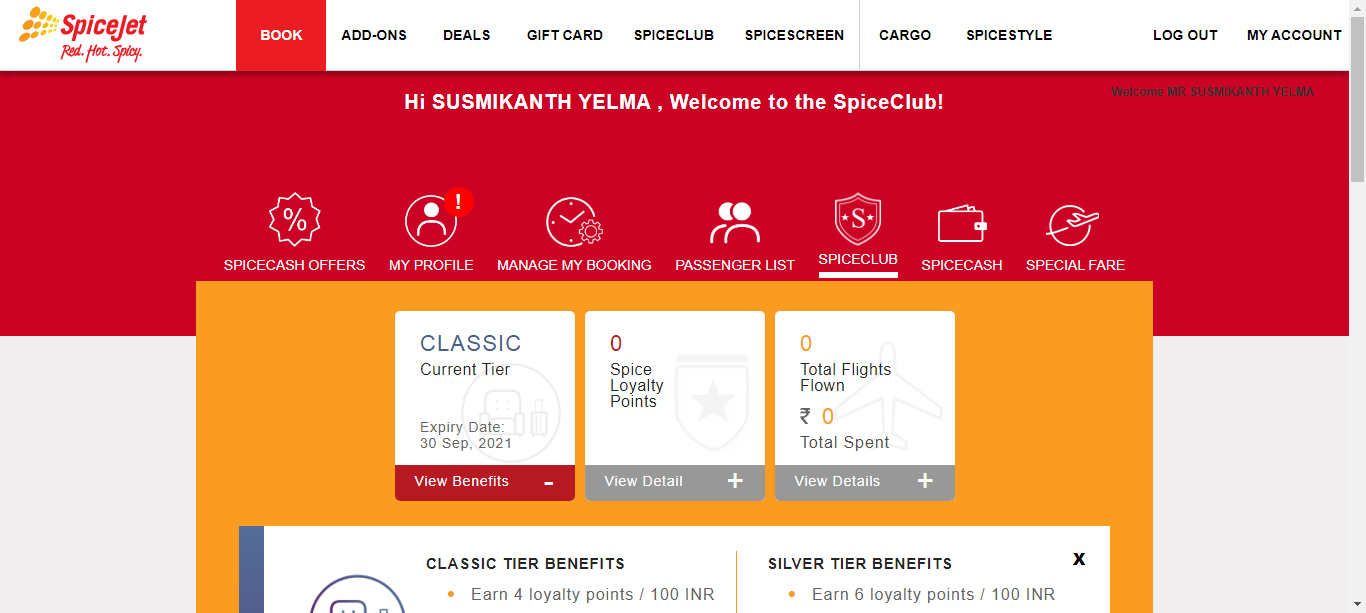 SpiceJet
Red. Hot. Spicy.
BOOK
ADD-ONS
DEALS
GIFT CARD
SPICECLUB
SPICESCREEN
CARGO
SPICESTYLE
LOG OUT
MY ACCOUNT
Welcome MR SUSMIKANTH YELMA
Hi SUSMIKANTH YELMA , Welcome to the SpiceClub!
%
!
S
SPICECASH OFFERS
MY PROFILE
MANAGE MY BOOKING
PASSENGER LIST
SPICECLUB
SPICECASH
SPECIAL FARE
CLASSIC
Current Tier
Expiry Date:
30 Sep, 2021
View Benefits -
0
Spice
Loyalty
Points
View Detail +
0
Total Flights
Flown
₹ 0
Total Spent
View Details +
CLASSIC TIER BENEFITS
• Earn 4 loyalty points / 100 INR
SILVER TIER BENEFITS
X
• Earn 6 loyalty points / 100 INR